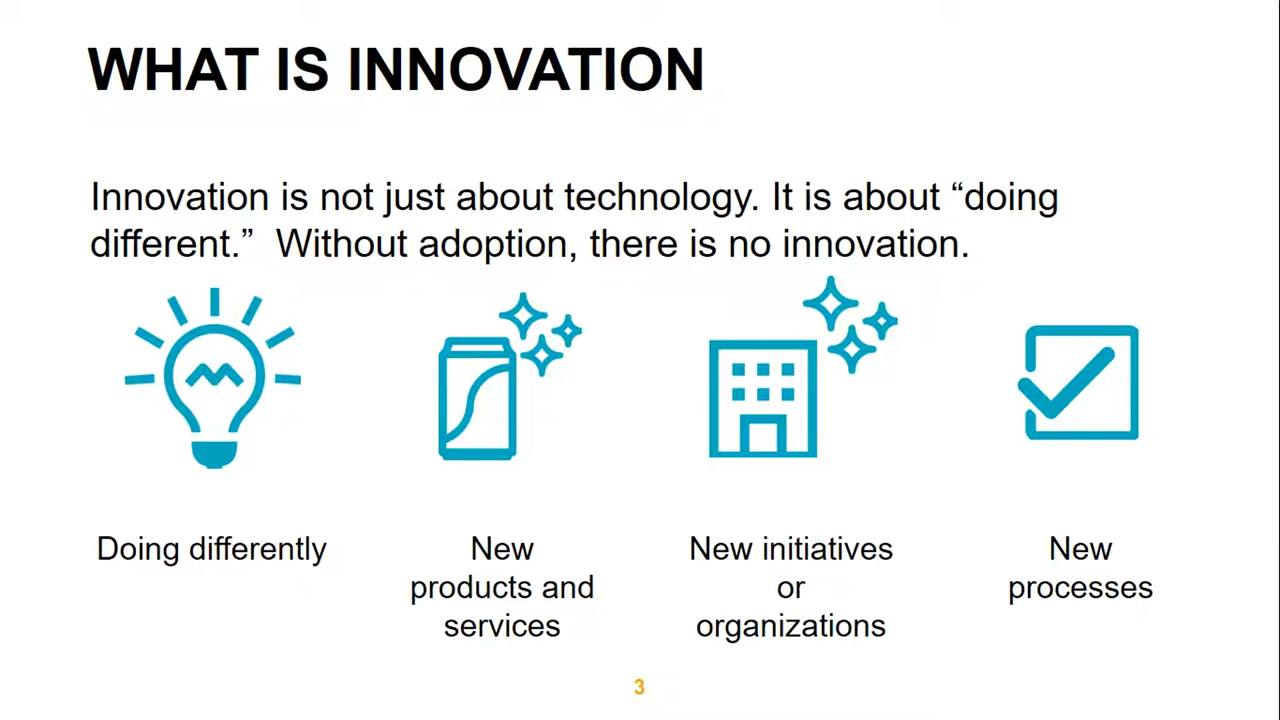 WHAT IS INNOVATION
Innovation is not just about technology. It is about “doing
different.”  Without adoption, there is no innovation.
Doing differently
New
products and
services
New initiatives
or
organizations
New
processes
3